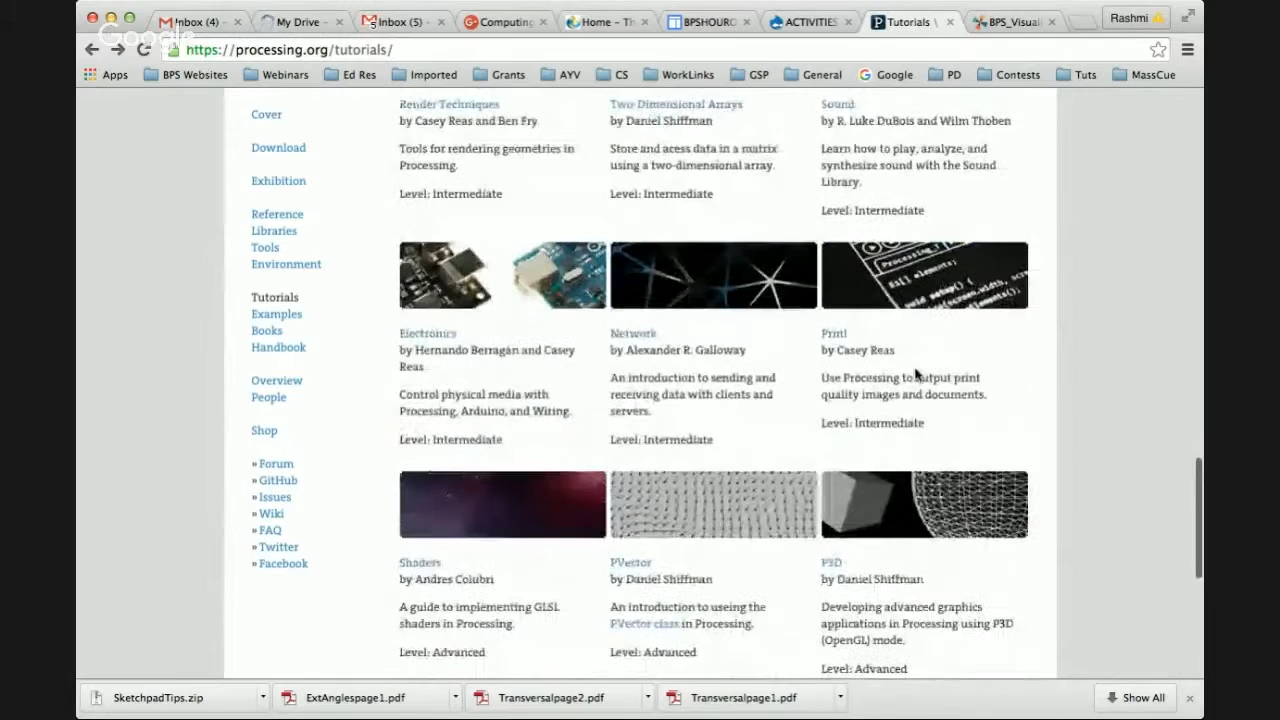 Inbox (4) -
My Drive -
Inbox (5) -
Computing
Home - Th
BPSHOUR
ACTIVITIES
Tutorials \
BPS_Visual
Rashmi
Google
https://processing.org/tutorials/
Apps
BPS Websites
Webinars
Ed Res
Imported
Grants
AYV
CS
WorkLinks
GSP
General
Google
PD
Contests
Tuts
MassCue
Cover
Download
Exhibition
Reference
Libraries
Tools
Environment
Tutorials
Examples
Books
Handbook
Overview
People
Shop
» Forum
» GitHub
» Issues
» Wiki
» FAQ
» Twitter
» Facebook
Render Techniques
by Casey Reas and Ben Fry
Tools for rendering geometries in
Processing.
Level: Intermediate
Two Dimensional Arrays
by Daniel Shiffman
Store and acess data in a matrix
using a two-dimensional array.
Level: Intermediate
Sound
by R. Luke DuBois and Wilm Thoben
Learn how to play, analyze, and
synthesize sound with the Sound
Library.
Level: Intermediate
Electronics
by Hernando Berragán and Casey
Reas
Control physical media with
Processing, Arduino, and Wiring.
Level: Intermediate
Network
by Alexander R. Galloway
An introduction to sending and
receiving data with clients and
servers.
Level: Intermediate
Print
by Casey Reas
Use Processing to output print
quality images and documents.
Level: Intermediate
Shaders
by Andres Colubri
A guide to implementing GLSL
shaders in Processing.
Level: Advanced
PVector
by Daniel Shiffman
An introduction to useing the
PVector class in Processing.
Level: Advanced
P3D
by Daniel Shiffman
Developing advanced graphics
applications in Processing using P3D
(OpenGL) mode.
Level: Advanced
SketchpadTips.zip
ExtAnglespage1.pdf
Transversalpage2.pdf
Transversalpage1.pdf
Show All